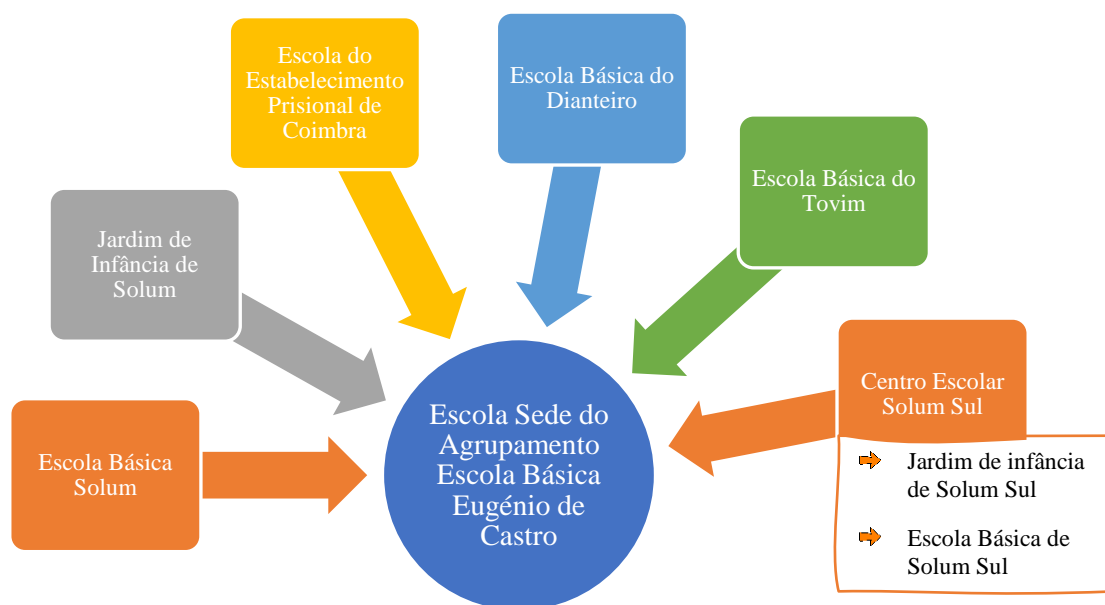 Escola do
Estabelecimento
Prisional de
Coimbra
Escola Básica do
Dianteiro
Escola Básica do
Tovim
Jardim de
Infância de
Solum
Centro Escolar
Solum Sul
Jardim de infância
de Solum Sul
Escola Básica de
Solum Sul
Escola Básica
Solum
Escola Sede do
Agrupamento
Escola Básica
Eugénio de
Castro